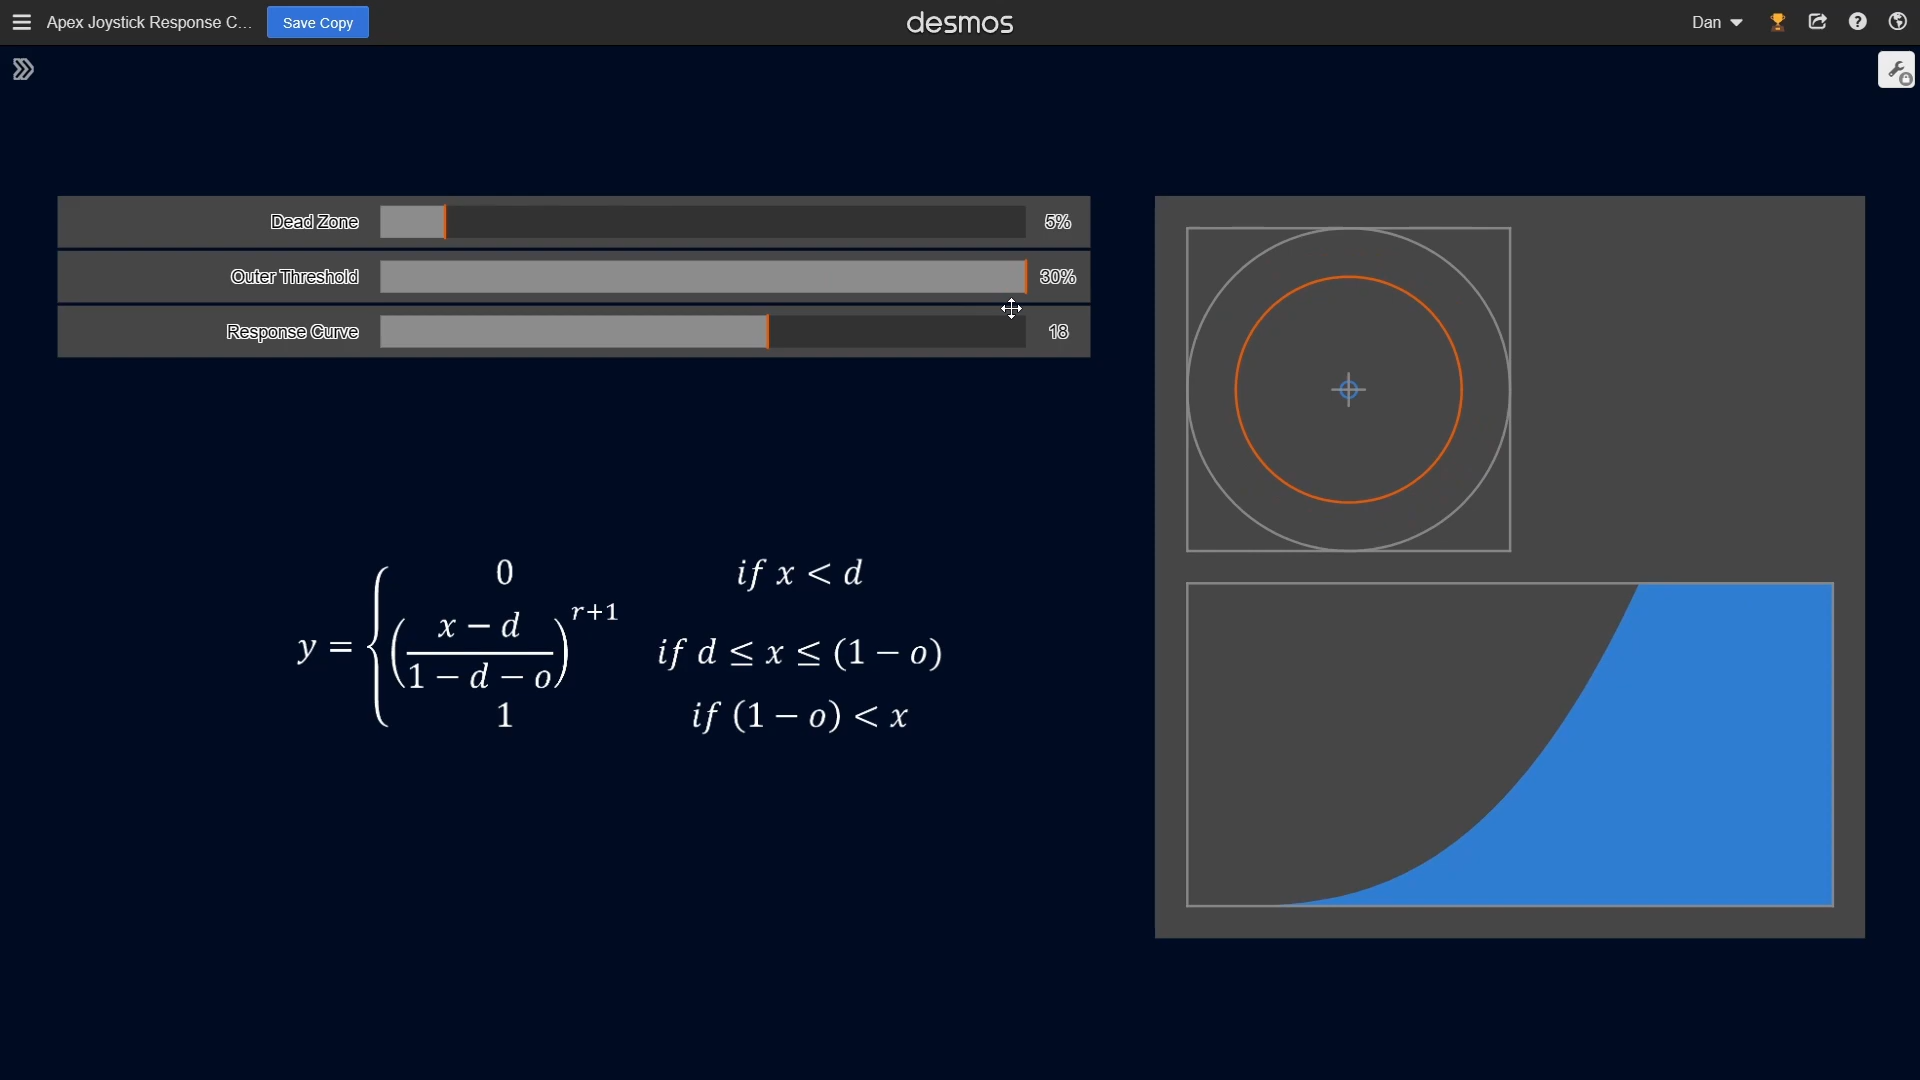 Apex Joystick Response C... Save Copy desmos Dan
Dead Zone 5%
Outer Threshold 30%
Response Curve 18
0 if x < d
y = { ( (x − d) / (1 − d − o) )^{r+1} if d ≤ x ≤ (1 − o)
1 if (1 − o) < x